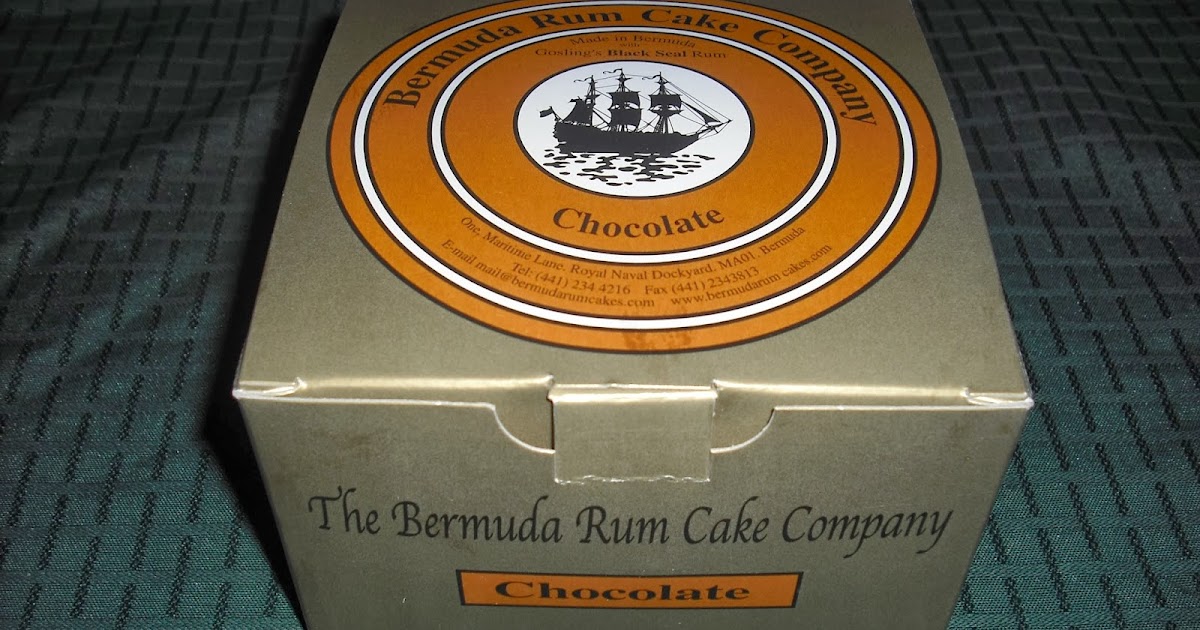 Bermuda Rum Cake Company
Made in Bermuda
with
Gosling's Black Seal Rum
Chocolate
One, Maritime Lane, Royal Naval Dockyard, MA01, Bermuda
Tel: (441) 234 4216 Fax (441) 2343813
E-mail mail@bermudarumcakes.com www.bermudarum cakes.com
The Bermuda Rum Cake Company
Chocolate